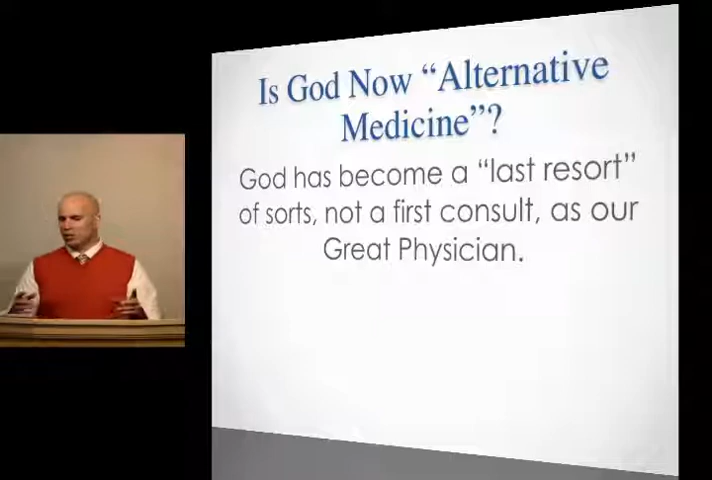 Is God Now “Alternative
Medicine”?
God has become a “last resort”
of sorts, not a first consult, as our
Great Physician.